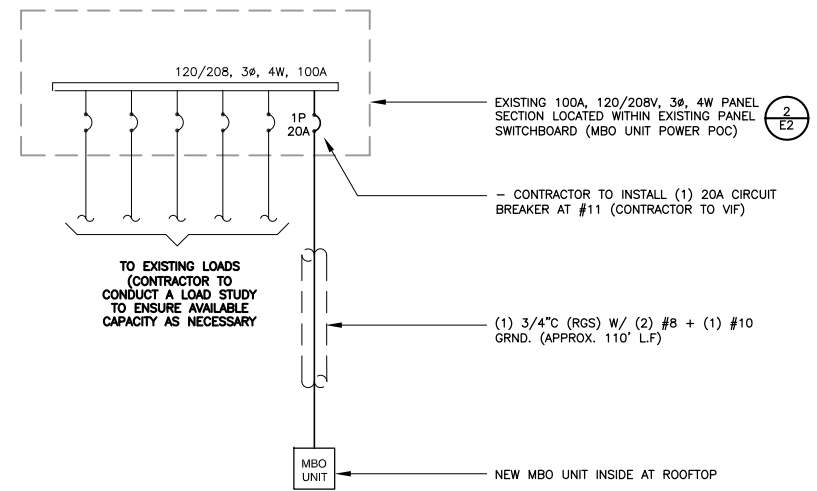 120/208, 3ø, 4W, 100A
1P
20A
EXISTING 100A, 120/208V, 3ø, 4W PANEL
SECTION LOCATED WITHIN EXISTING PANEL
SWITCHBOARD (MBO UNIT POWER POC)
2
E2
– CONTRACTOR TO INSTALL (1) 20A CIRCUIT
BREAKER AT #11 (CONTRACTOR TO VIF)
TO EXISTING LOADS
(CONTRACTOR TO
CONDUCT A LOAD STUDY
TO ENSURE AVAILABLE
CAPACITY AS NECESSARY
(1) 3/4"C (RGS) W/ (2) #8 + (1) #10
GRND. (APPROX. 110' L.F)
MBO
UNIT
NEW MBO UNIT INSIDE AT ROOFTOP